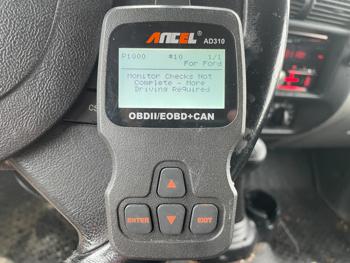 ANCEL
AD310
P1000 #10 1/1
For Ford
Monitor Checks Not
Complete - More
Driving Required
OBDII/EOBD+CAN
ENTER
EXIT